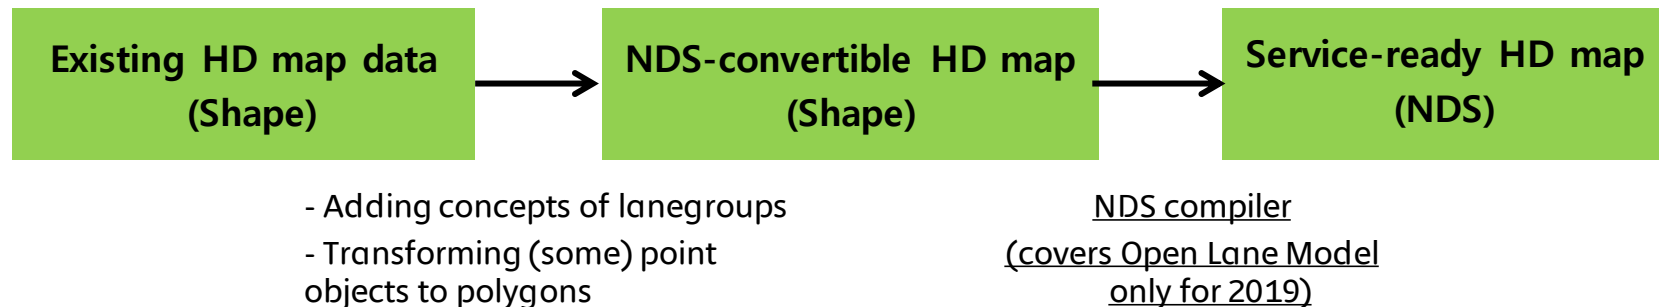 Existing HD map data
(Shape)
NDS-convertible HD map
(Shape)
Service-ready HD map
(NDS)
- Adding concepts of lanegroups
- Transforming (some) point
objects to polygons
NDS compiler
(covers Open Lane Model
only for 2019)